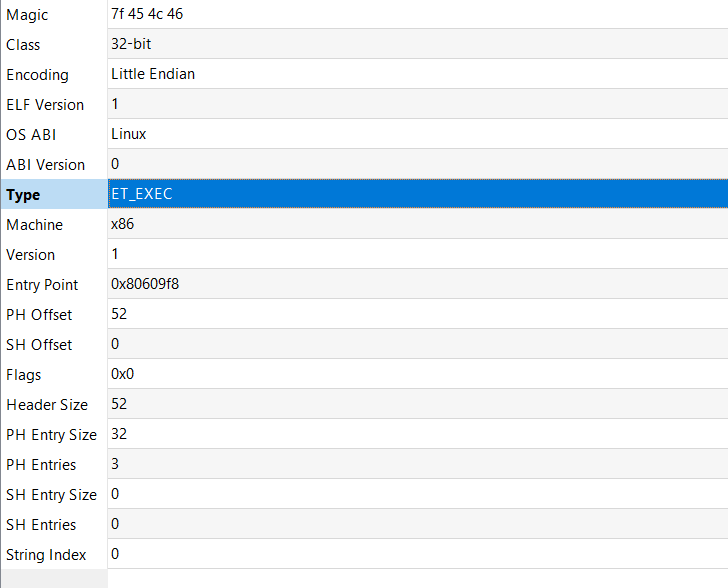 Magic 7f 45 4c 46
Class 32-bit
Encoding Little Endian
ELF Version 1
OS ABI Linux
ABI Version 0
Type ET_EXEC
Machine x86
Version 1
Entry Point 0x80609f8
PH Offset 52
SH Offset 0
Flags 0x0
Header Size 52
PH Entry Size 32
PH Entries 3
SH Entry Size 0
SH Entries 0
String Index 0